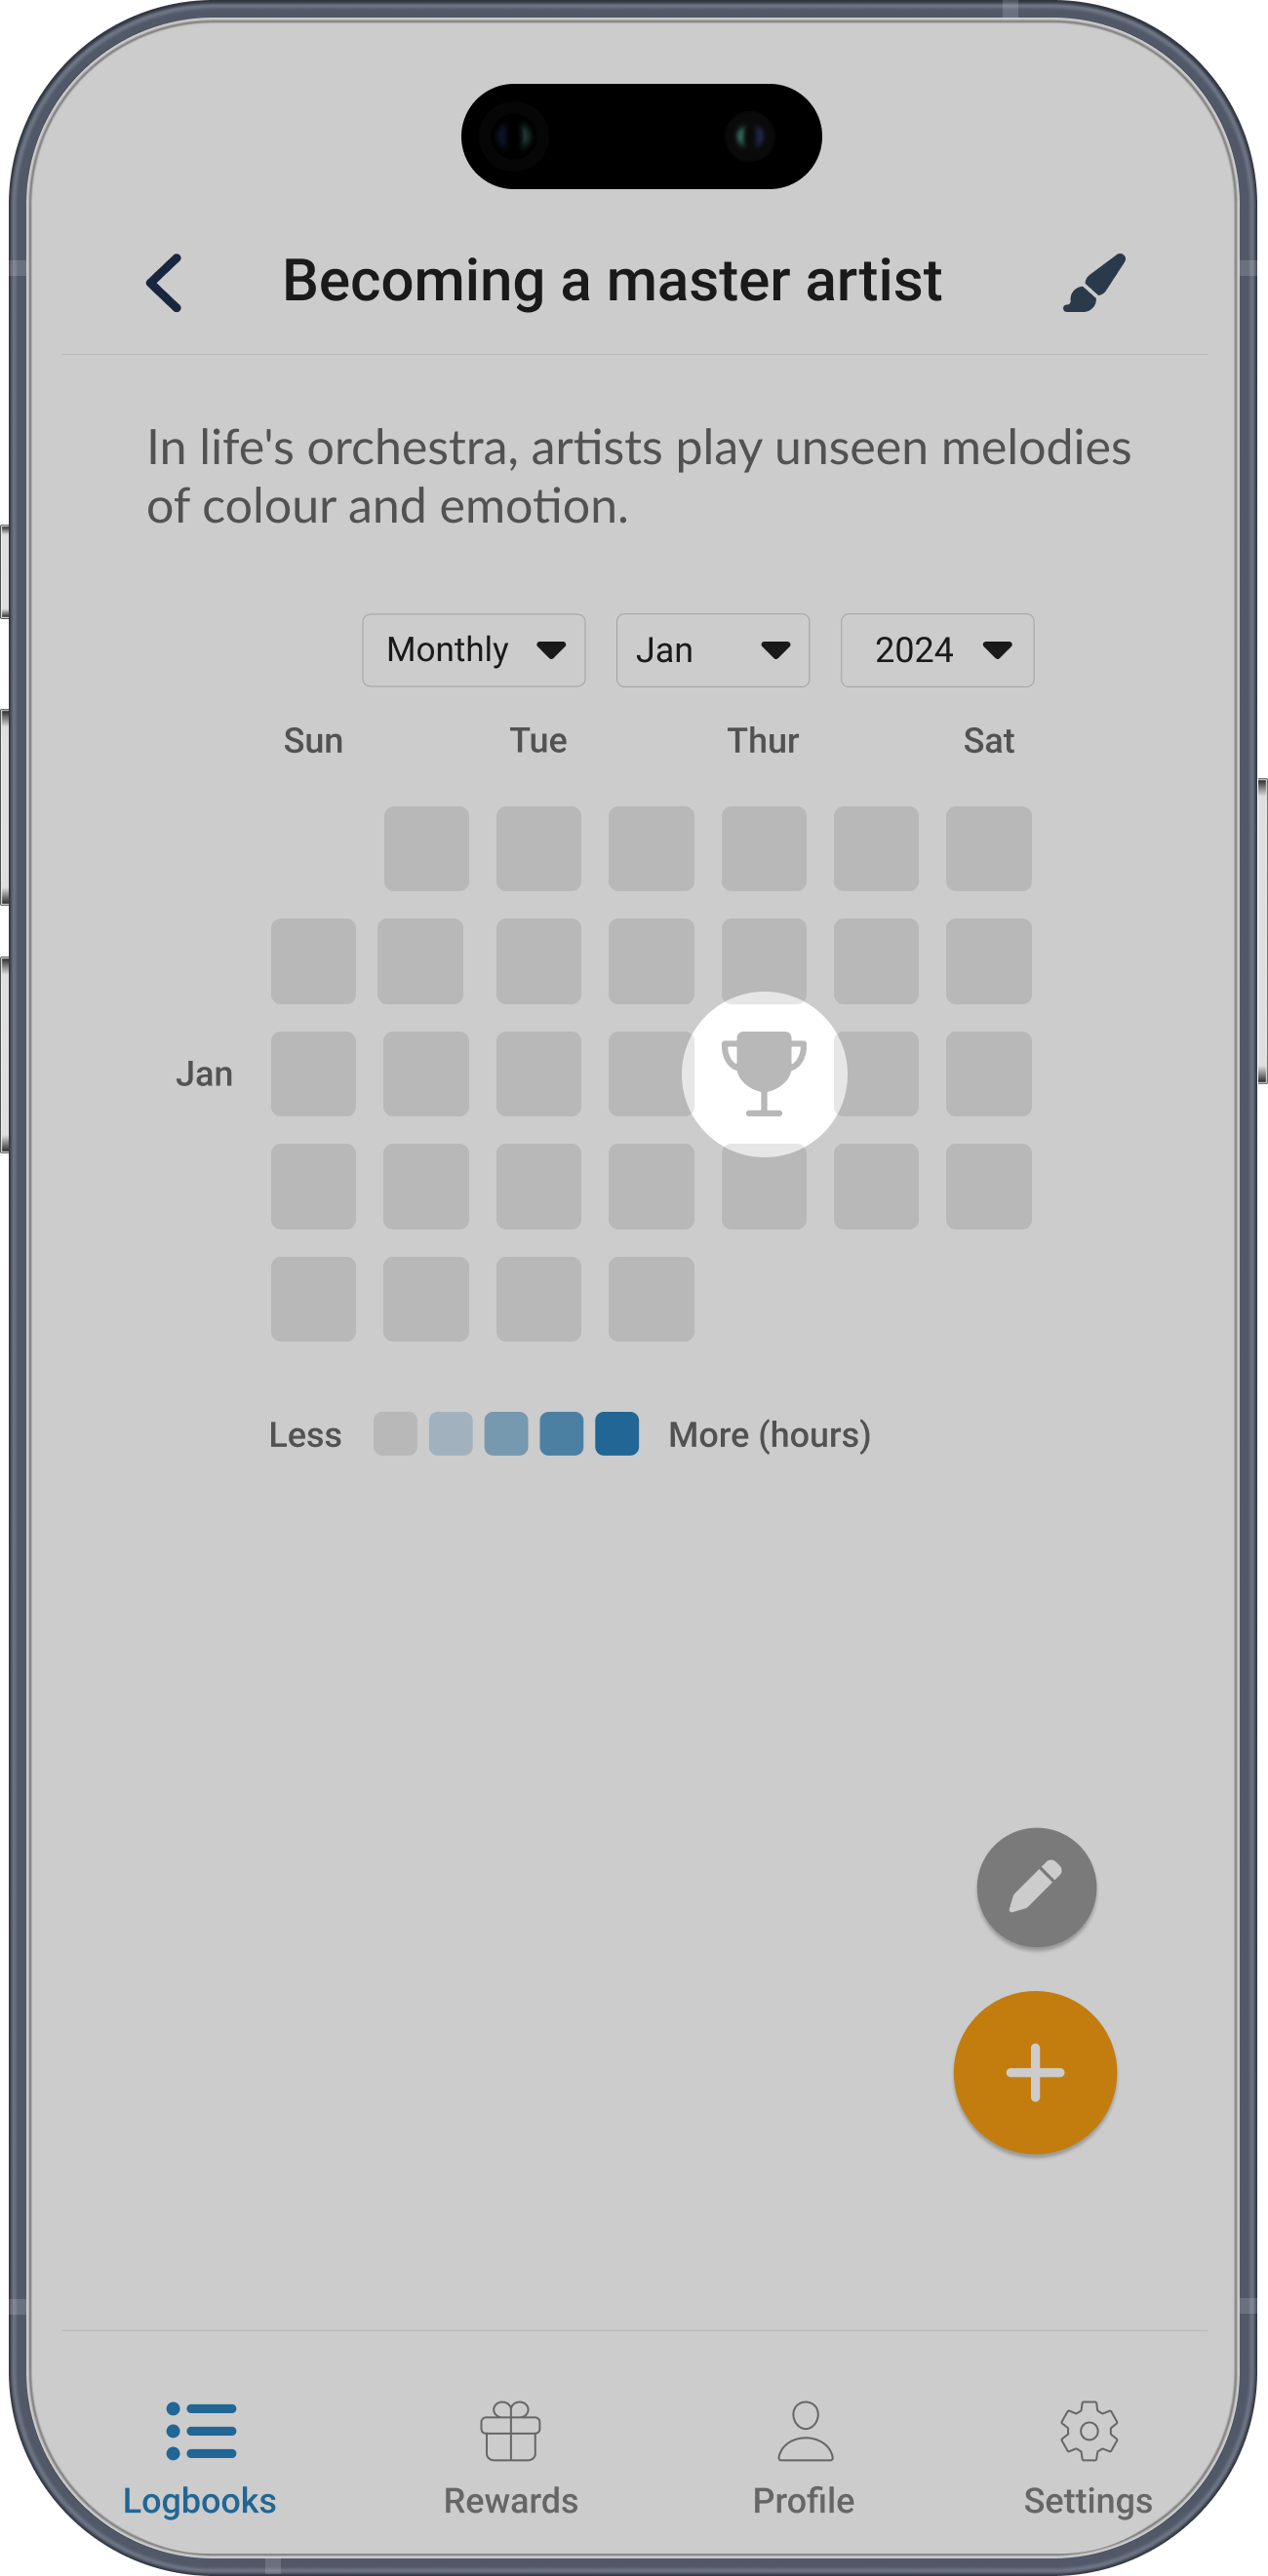 Becoming a master artist
In life's orchestra, artists play unseen melodies
of colour and emotion.
Monthly Jan 2024
Sun Tue Thur Sat
Jan
Less More (hours)
Logbooks Rewards Profile Settings